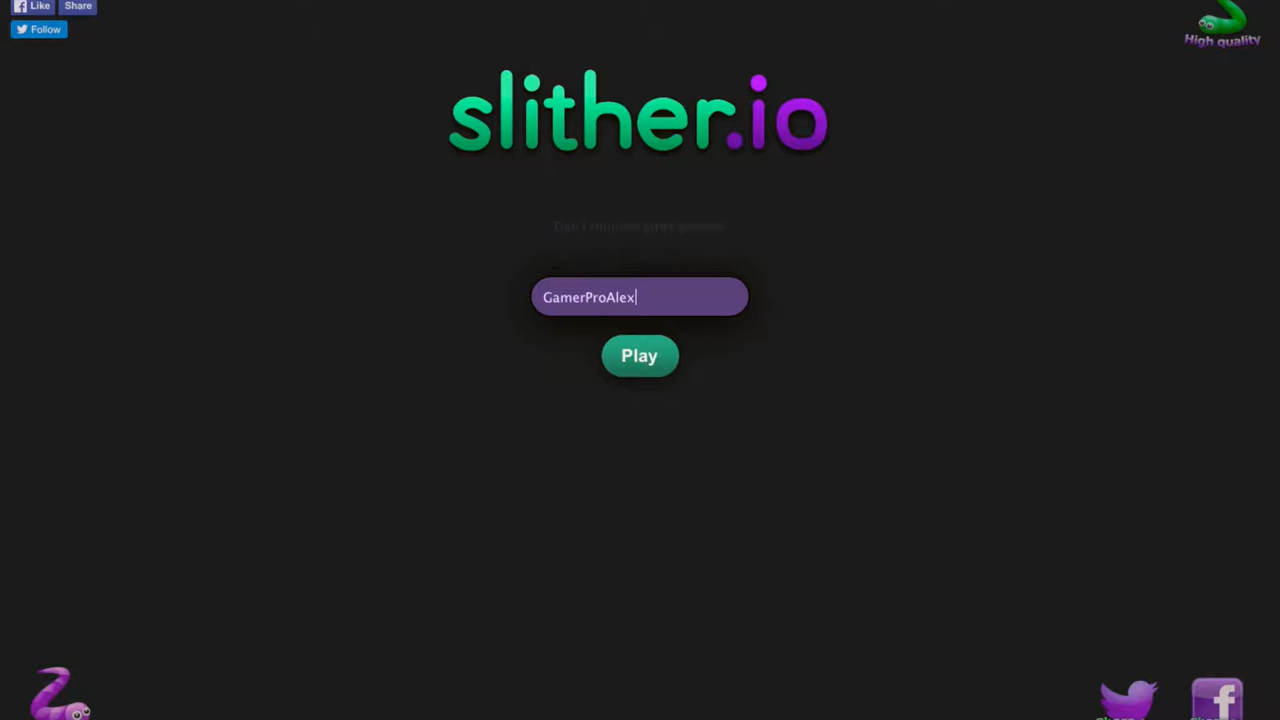 Like Share
Follow
High quality
slither.io
GamerProAlex
Play